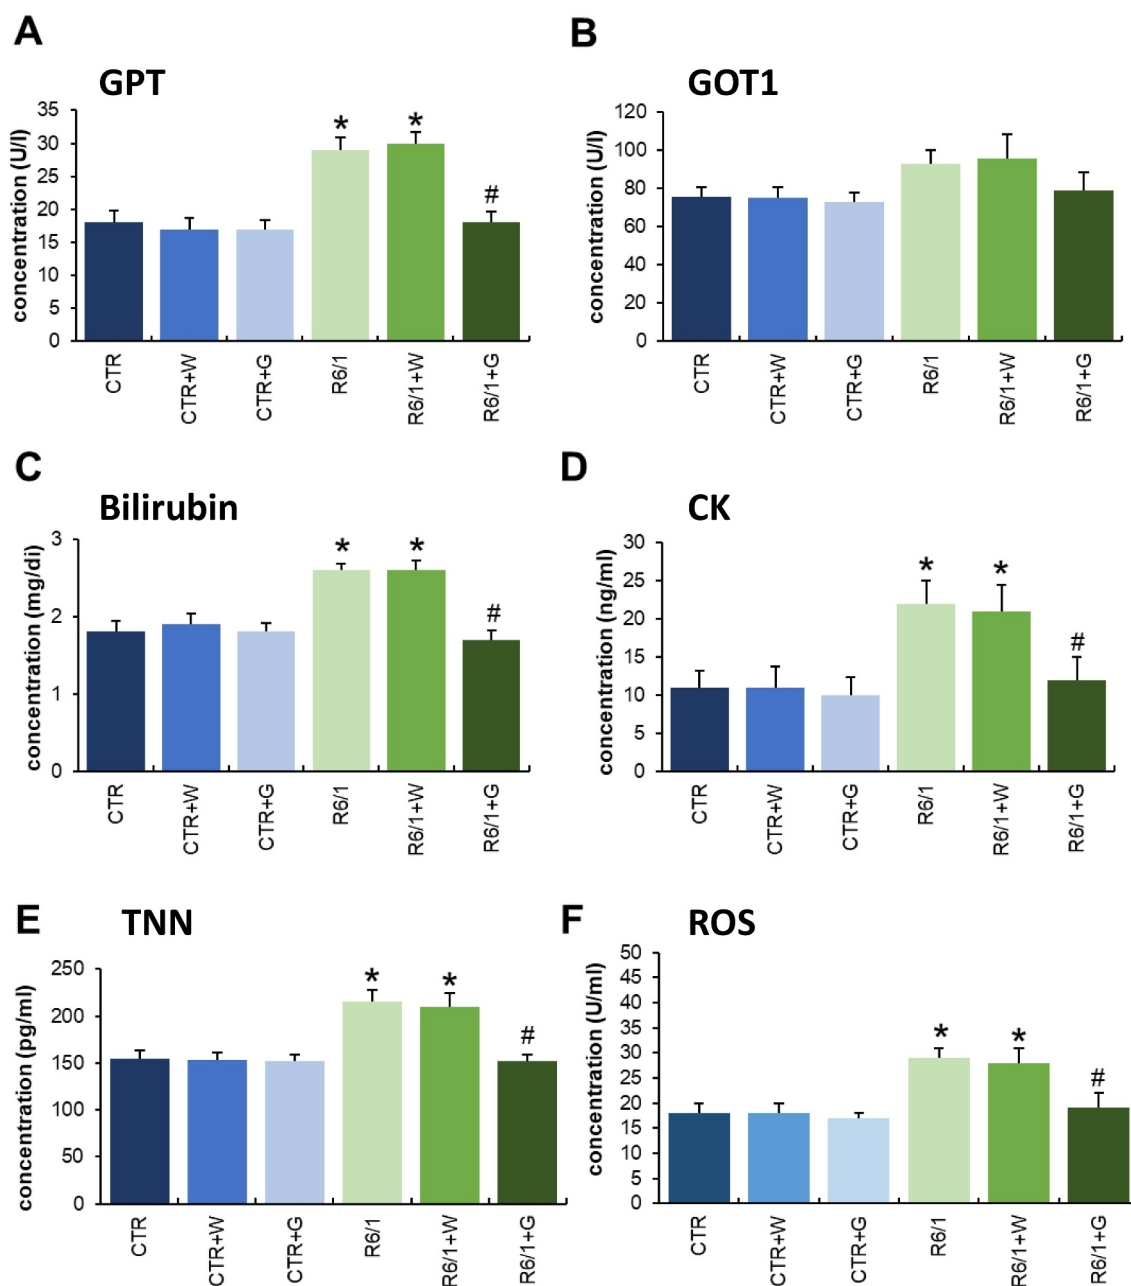 A
GPT
concentration (U/l)
35
30
25
20
15
10
5
0
* * #
CTR
CTR+W
CTR+G
R6/1
R6/1+W
R6/1+G
B
GOT1
concentration (U/l)
120
100
80
60
40
20
0
CTR
CTR+W
CTR+G
R6/1
R6/1+W
R6/1+G
C
Bilirubin
concentration (mg/di)
3
2
1
0
* * #
CTR
CTR+W
CTR+G
R6/1
R6/1+W
R6/1+G
D
CK
concentration (ng/ml)
30
25
20
15
10
5
0
* * #
CTR
CTR+W
CTR+G
R6/1
R6/1+W
R6/1+G
E
TNN
concentration (pg/ml)
250
200
150
100
50
0
* * #
CTR
CTR+W
CTR+G
R6/1
R6/1+W
R6/1+G
F
ROS
concentration (U/ml)
50
45
40
35
30
25
20
15
10
5
0
* * #
CTR
CTR+W
CTR+G
R6/1
R6/1+W
R6/1+G